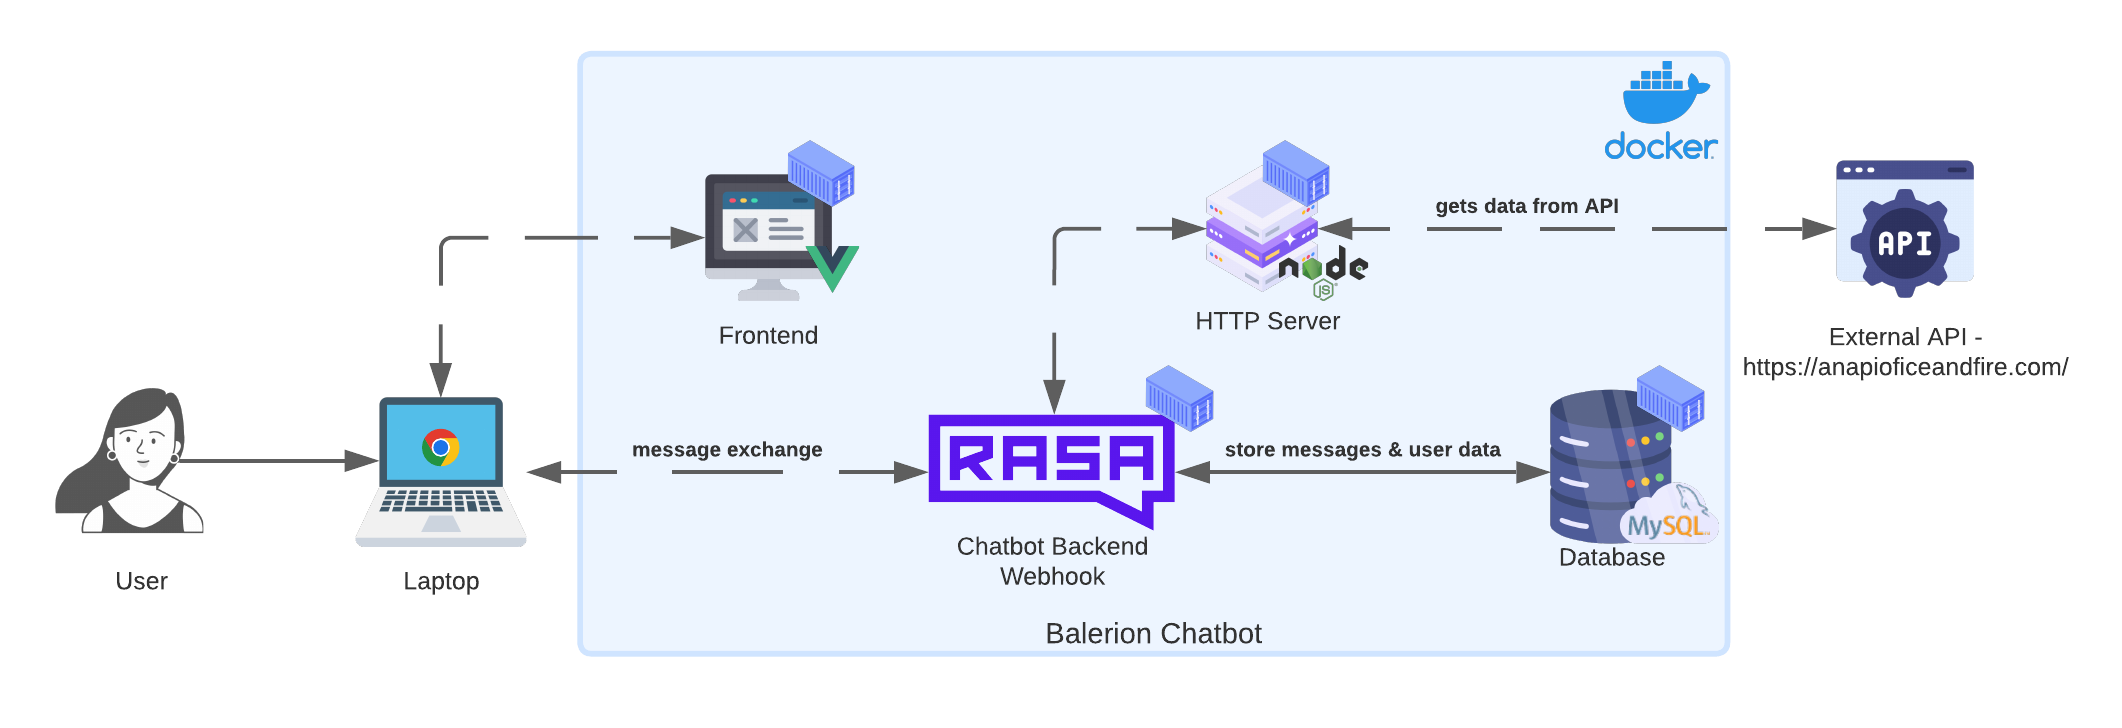 docker
gets data from API
API
node
JS
HTTP Server
Frontend
External API -
https://anapioficeandfire.com/
message exchange
RASA
store messages & user data
MySQL
Chatbot Backend
Webhook
Database
User
Laptop
Balerion Chatbot